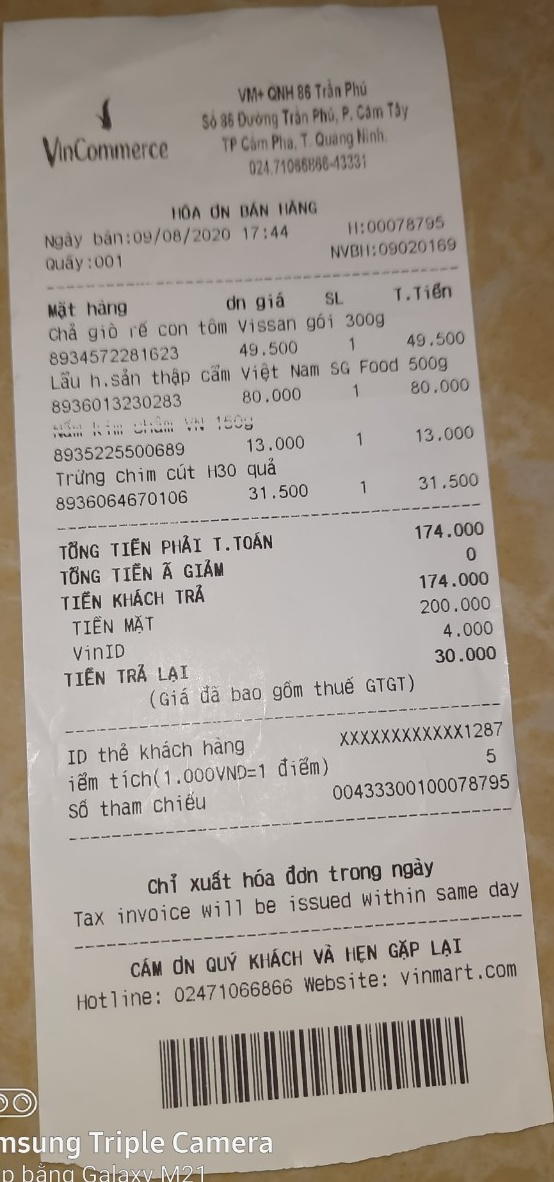 VinCommerce
VM+ QNH 86 Trần Phú
Số 86 Đường Trần Phú, P. Cẩm Tây
TP Cẩm Phả, T. Quảng Ninh
024.71066866-43331
HÓA ƠN BÁN HÀNG
Ngày bán:09/08/2020 17:44 H:00078795
Quầy:001 NVBH:09020169
Mặt hàng ơn giá SL T.Tiền
Chả giò rế con tôm Vissan gói 300g
8934572281623 49.500 1 49.500
Lẩu h.sản thập cẩm Việt Nam SG Food 500g
8936013230283 80.000 1 80.000
Nấm kim châm VN 150g
8935225500689 13.000 1 13.000
Trứng chim cút H30 quả
8936064670106 31.500 1 31.500
TỔNG TIỀN PHẢI T.TOÁN 174.000
TỔNG TIỀN Ã GIẢM 0
TIỀN KHÁCH TRẢ 174.000
TIỀN MẶT 200.000
VinID 4.000
TIỀN TRẢ LẠI 30.000
(Giá đã bao gồm thuế GTGT)
ID thẻ khách hàng XXXXXXXXXXXX1287
iểm tích(1.000VND=1 điểm) 5
Số tham chiếu 00433300100078795
Chỉ xuất hóa đơn trong ngày
Tax invoice will be issued within same day
CẢM ƠN QUÝ KHÁCH VÀ HẸN GẶP LẠI
Hotline: 02471066866 Website: vinmart.com
msung Triple Camera
p bằng Galaxy M21